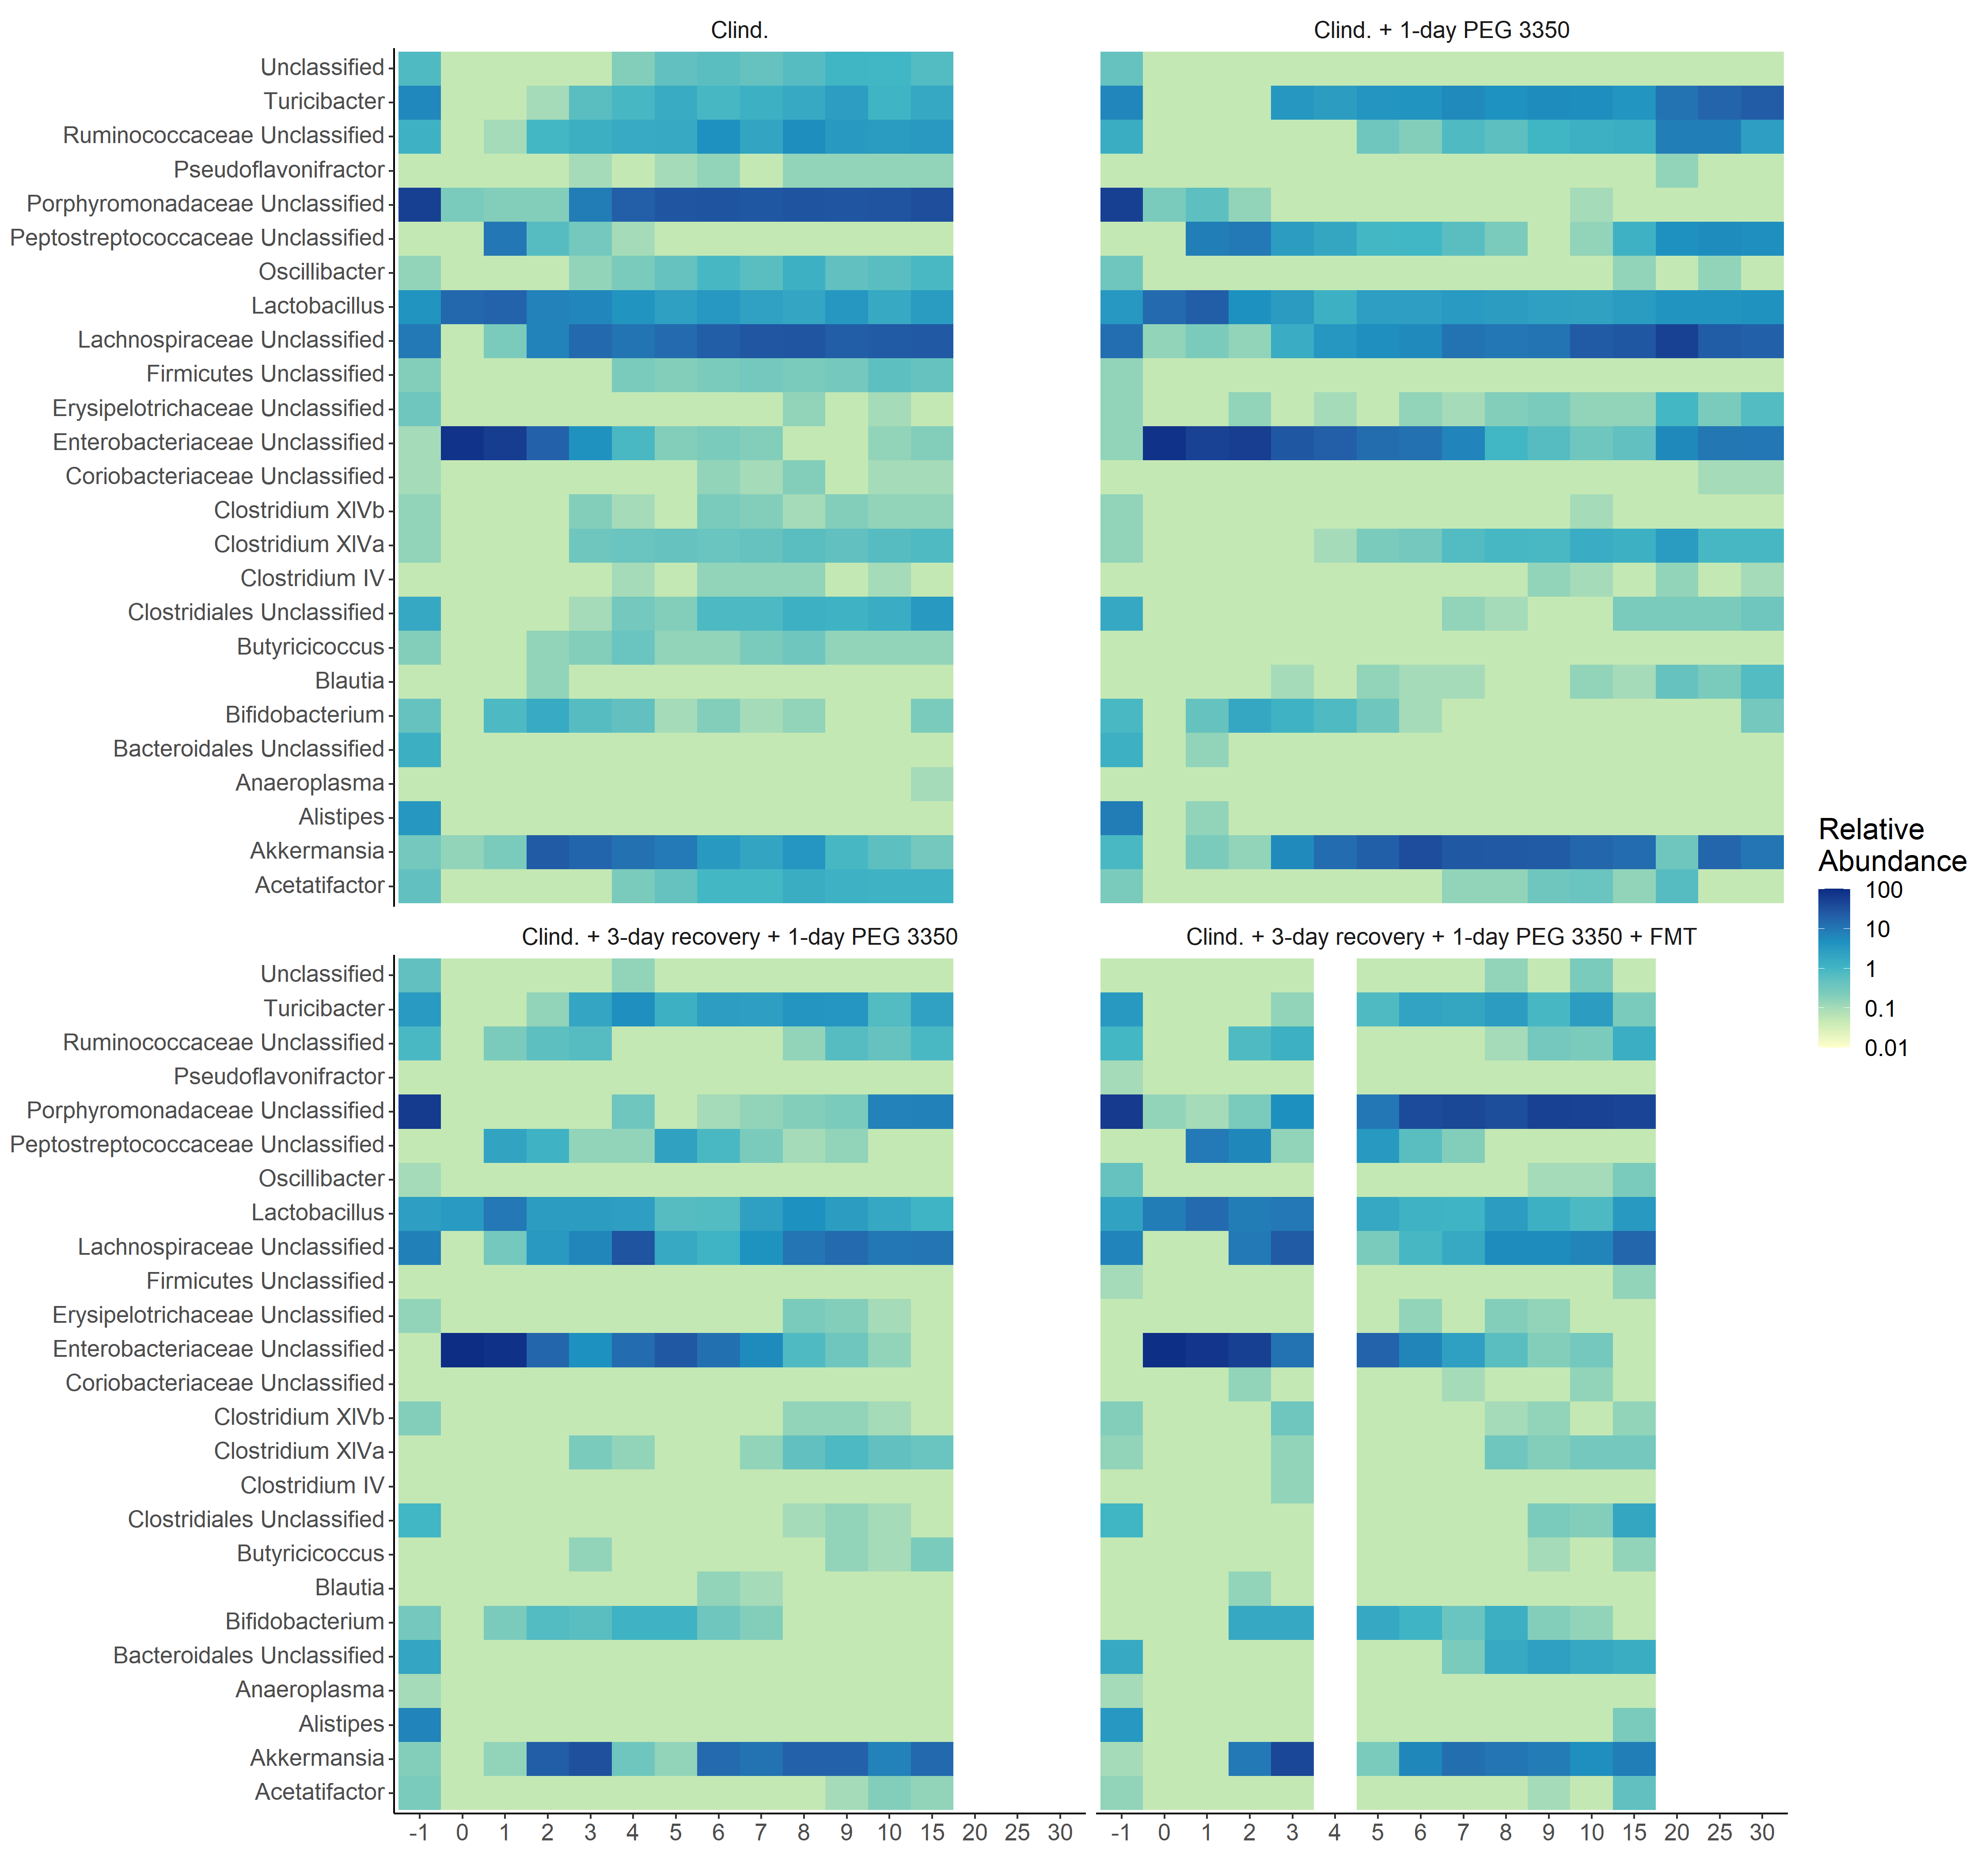 Clind.
Clind. + 1-day PEG 3350
Unclassified
Turicibacter
Ruminococcaceae Unclassified
Pseudoflavonifractor
Porphyromonadaceae Unclassified
Peptostreptococcaceae Unclassified
Oscillibacter
Lactobacillus
Lachnospiraceae Unclassified
Firmicutes Unclassified
Erysipelotrichaceae Unclassified
Enterobacteriaceae Unclassified
Coriobacteriaceae Unclassified
Clostridium XlVb
Clostridium XlVa
Clostridium IV
Clostridiales Unclassified
Butyricicoccus
Blautia
Bifidobacterium
Bacteroidales Unclassified
Anaeroplasma
Alistipes
Akkermansia
Acetatifactor
Clind. + 3-day recovery + 1-day PEG 3350
Clind. + 3-day recovery + 1-day PEG 3350 + FMT
Unclassified
Turicibacter
Ruminococcaceae Unclassified
Pseudoflavonifractor
Porphyromonadaceae Unclassified
Peptostreptococcaceae Unclassified
Oscillibacter
Lactobacillus
Lachnospiraceae Unclassified
Firmicutes Unclassified
Erysipelotrichaceae Unclassified
Enterobacteriaceae Unclassified
Coriobacteriaceae Unclassified
Clostridium XlVb
Clostridium XlVa
Clostridium IV
Clostridiales Unclassified
Butyricicoccus
Blautia
Bifidobacterium
Bacteroidales Unclassified
Anaeroplasma
Alistipes
Akkermansia
Acetatifactor
-1 0 1 2 3 4 5 6 7 8 9 10 15 20 25 30
-1 0 1 2 3 4 5 6 7 8 9 10 15 20 25 30
Relative
Abundance
100
10
1
0.1
0.01